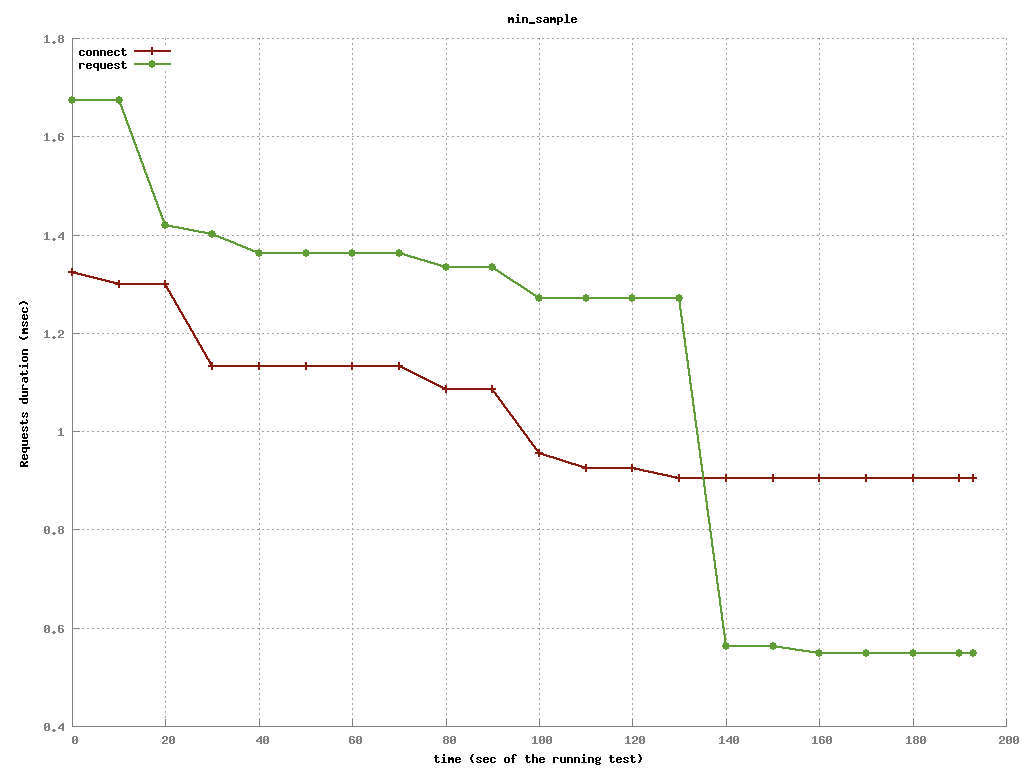 min_sample
connect
request
1.8
1.6
1.4
1.2
1
0.8
0.6
0.4
Requests duration (msec)
0 20 40 60 80 100 120 140 160 180 200
time (sec of the running test)